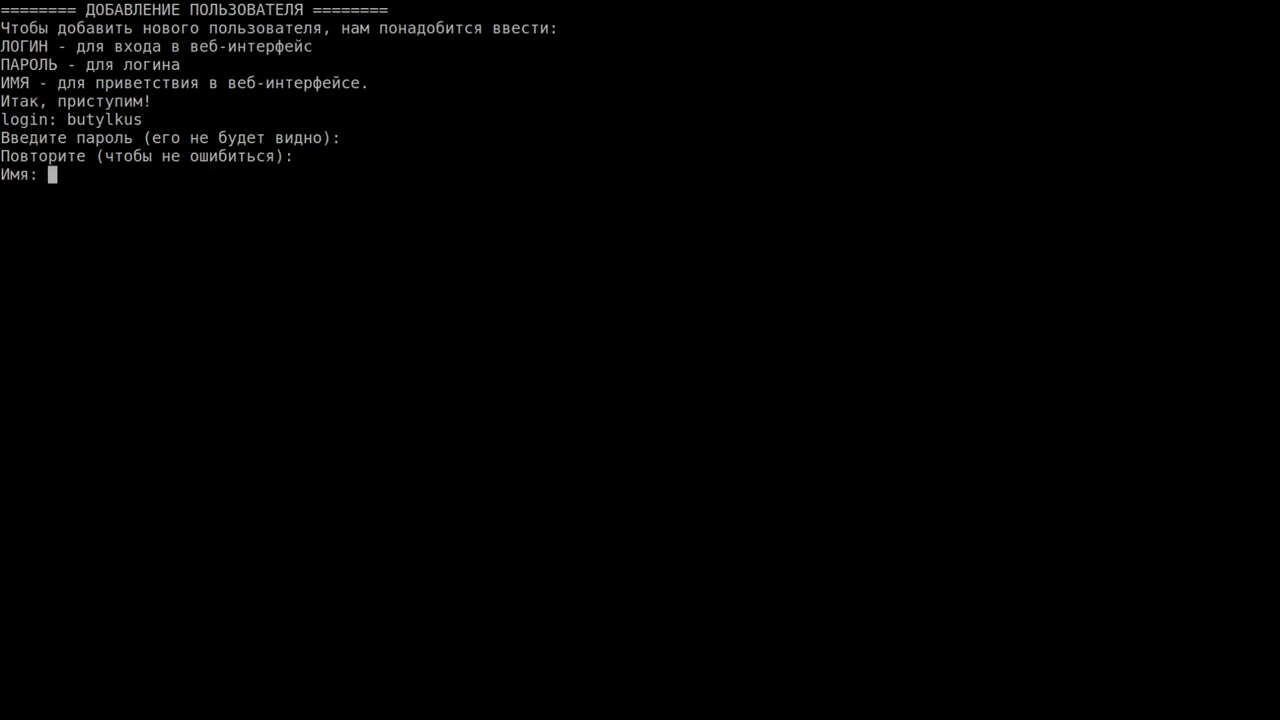 ======== ДОБАВЛЕНИЕ ПОЛЬЗОВАТЕЛЯ ========
Чтобы добавить нового пользователя, нам понадобится ввести:
ЛОГИН - для входа в веб-интерфейс
ПАРОЛЬ - для логина
ИМЯ - для приветствия в веб-интерфейсе.
Итак, приступим!
login: butylkus
Введите пароль (его не будет видно):
Повторите (чтобы не ошибиться):
Имя: